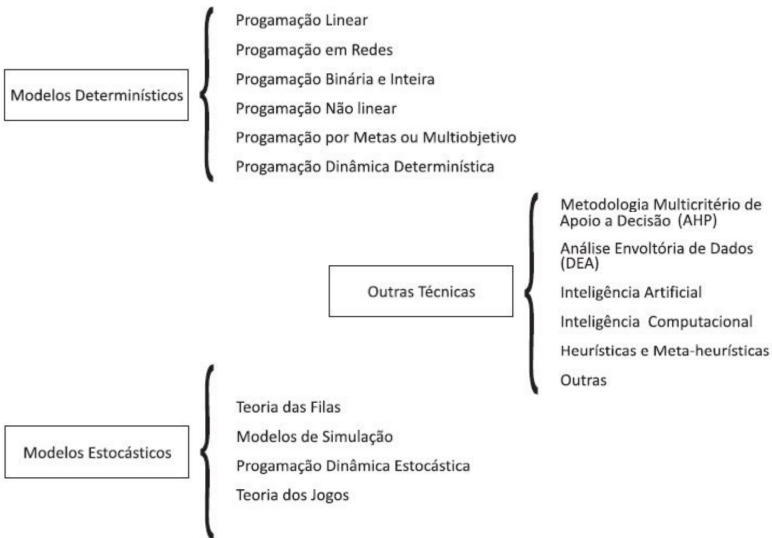 Modelos Determinísticos
Progamação Linear
Progamação em Redes
Progamação Binária e Inteira
Progamação Não linear
Progamação por Metas ou Multiobjetivo
Progamação Dinâmica Determinística
Outras Técnicas
Metodologia Multicritério de
Apoio a Decisão (AHP)
Análise Envoltória de Dados
(DEA)
Inteligência Artificial
Inteligência Computacional
Heurísticas e Meta-heurísticas
Outras
Modelos Estocásticos
Teoria das Filas
Modelos de Simulação
Progamação Dinâmica Estocástica
Teoria dos Jogos